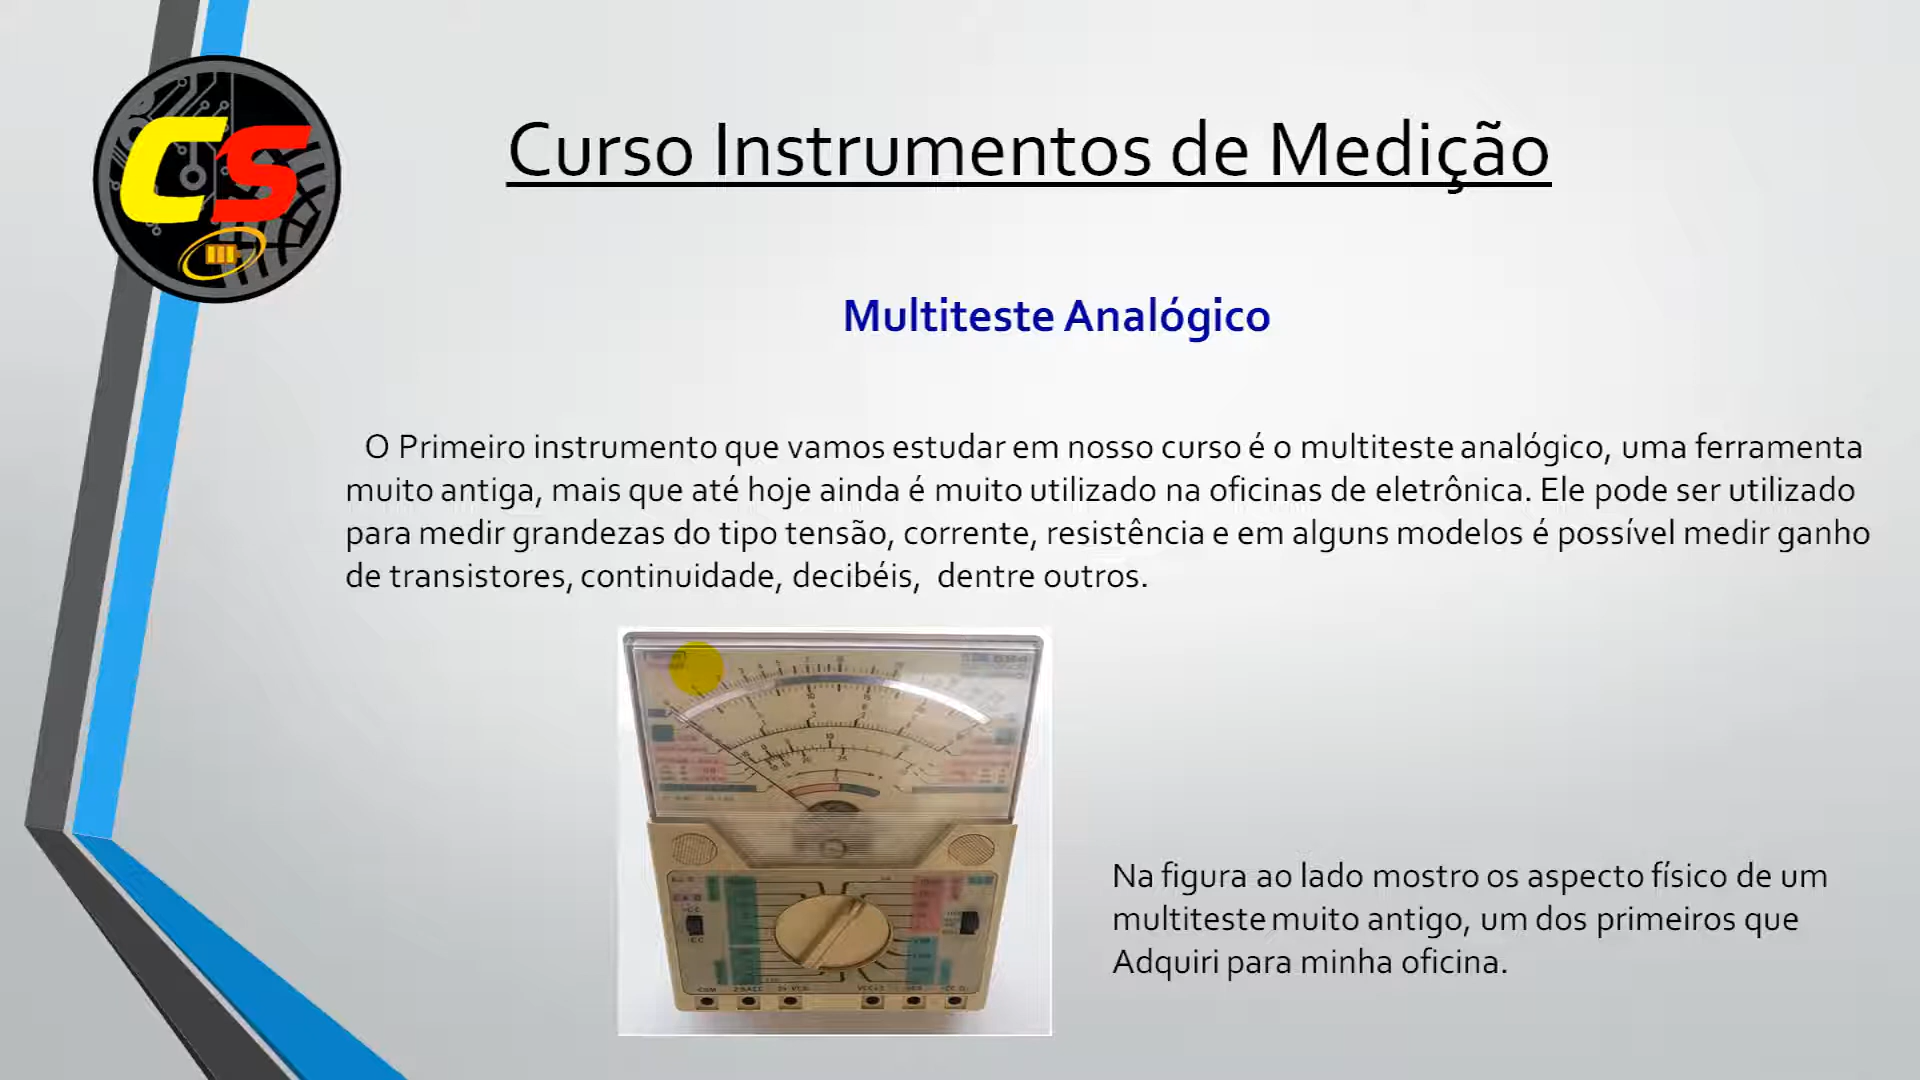 CS
Curso Instrumentos de Medição
Multiteste Analógico
O Primeiro instrumento que vamos estudar em nosso curso é o multiteste analógico, uma ferramenta
muito antiga, mais que até hoje ainda é muito utilizado na oficinas de eletrônica. Ele pode ser utilizado
para medir grandezas do tipo tensão, corrente, resistência e em alguns modelos é possível medir ganho
de transistores, continuidade, decibéis, dentre outros.
Na figura ao lado mostro os aspecto físico de um
multiteste muito antigo, um dos primeiros que
Adquiri para minha oficina.